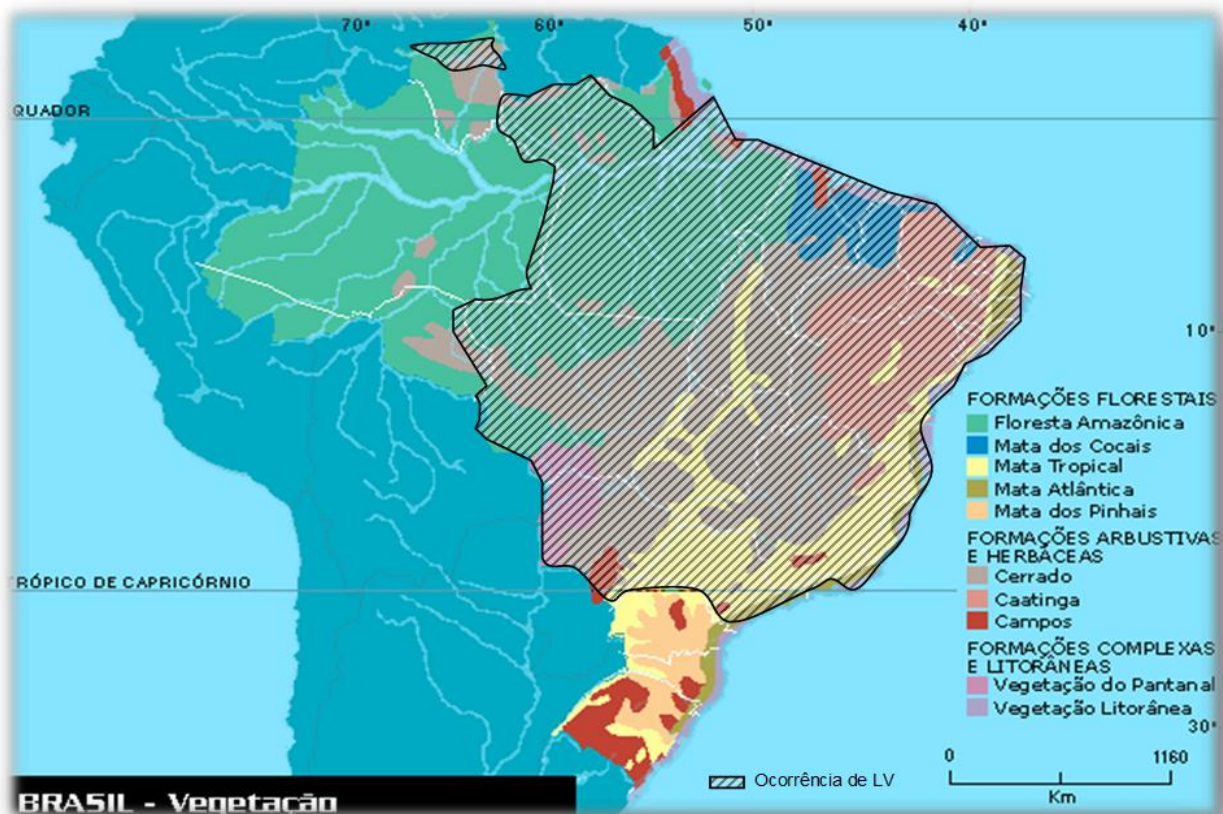 70° 60° 50° 40°
QUADOR
10°
FORMAÇÕES FLORESTAIS
Floresta Amazônica
Mata dos Cocais
Mata Tropical
Mata Atlântica
Mata dos Pinhais
FORMAÇÕES ARBUSTIVAS
E HERBÁCEAS
Cerrado
Caatinga
Campos
TRÓPICO DE CAPRICÓRNIO
FORMAÇÕES COMPLEXAS
E LITORÂNEAS
Vegetação do Pantanal
Vegetação Litorânea
30°
0 1160
Km
Ocorrência de LV
BRASIL - Vegetação